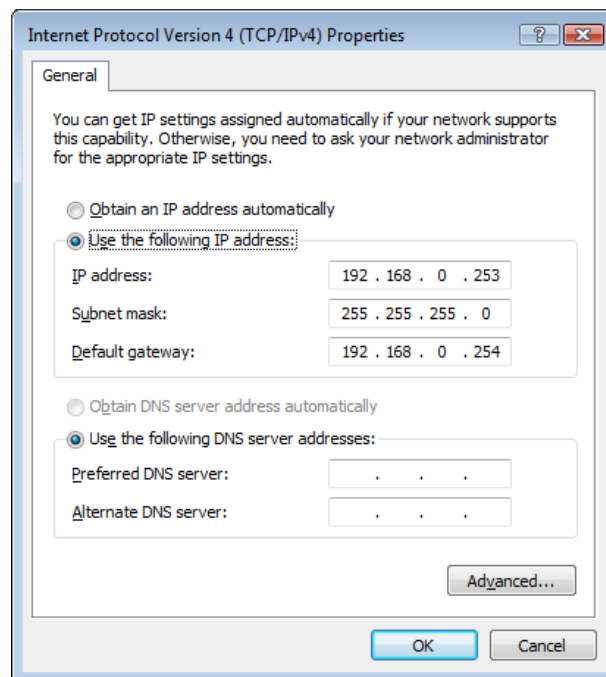 Internet Protocol Version 4 (TCP/IPv4) Properties
General
You can get IP settings assigned automatically if your network supports
this capability. Otherwise, you need to ask your network administrator
for the appropriate IP settings.
Obtain an IP address automatically
Use the following IP address:
IP address: 192 . 168 . 0 . 253
Subnet mask: 255 . 255 . 255 . 0
Default gateway: 192 . 168 . 0 . 254
Obtain DNS server address automatically
Use the following DNS server addresses:
Preferred DNS server: . . .
Alternate DNS server: . . .
Advanced...
OK Cancel